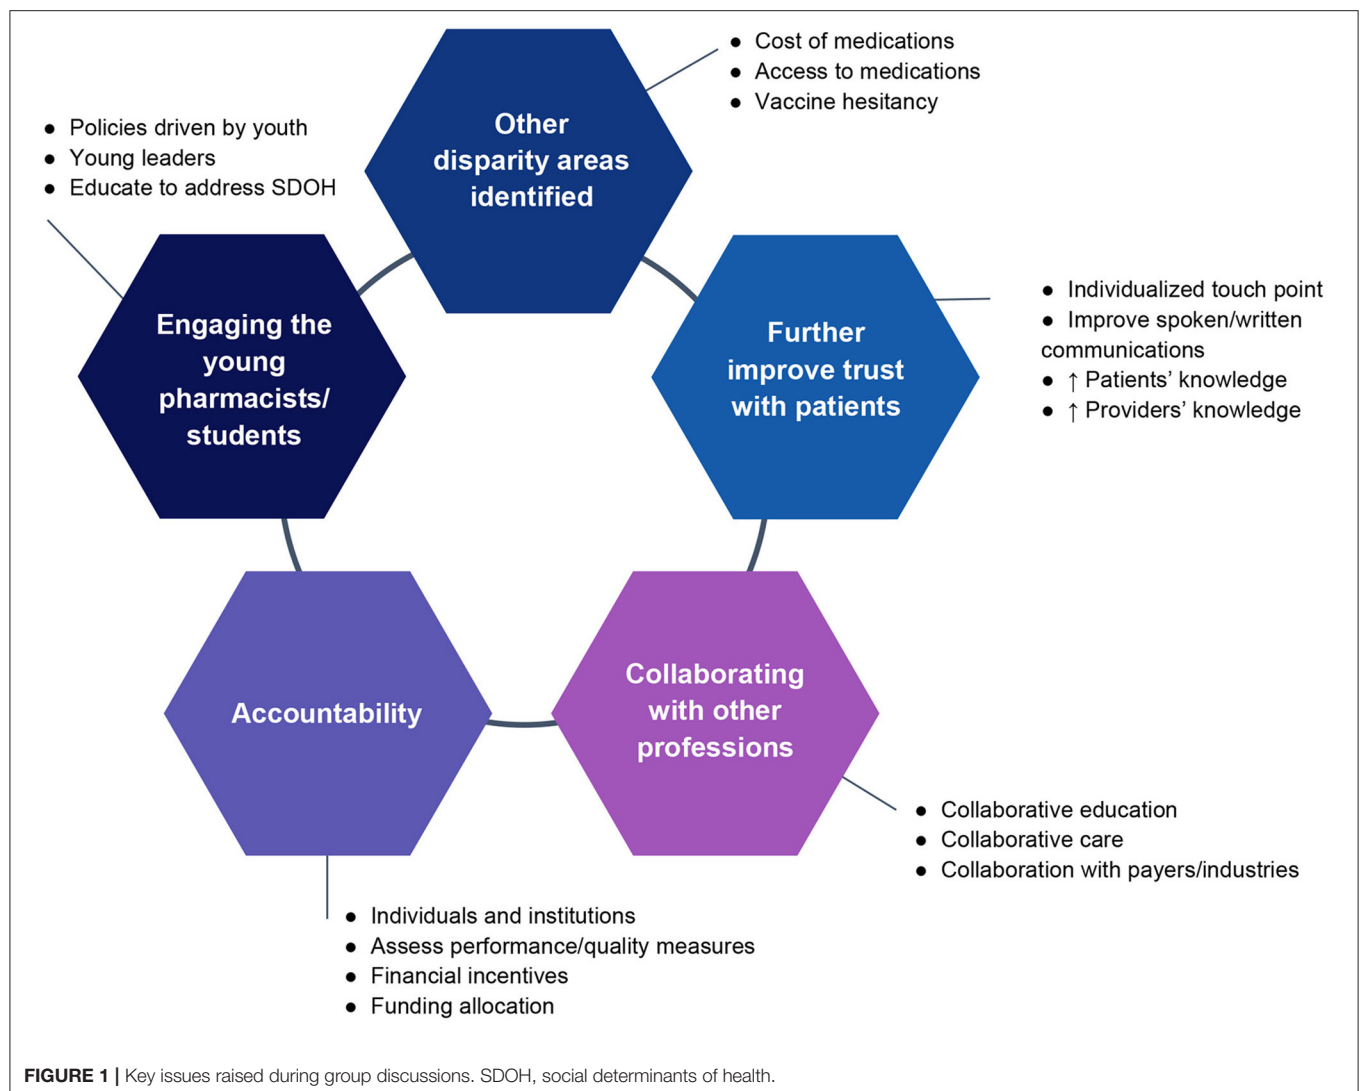 Other
disparity areas
identified
● Cost of medications
● Access to medications
● Vaccine hesitancy
● Policies driven by youth
● Young leaders
● Educate to address SDOH
Engaging the
young
pharmacists/
students
Further
improve trust
with patients
● Individualized touch point
● Improve spoken/written
communications
● ↑ Patients’ knowledge
● ↑ Providers’ knowledge
Accountability
Collaborating
with other
professions
● Collaborative education
● Collaborative care
● Collaboration with payers/industries
● Individuals and institutions
● Assess performance/quality measures
● Financial incentives
● Funding allocation
FIGURE 1 | Key issues raised during group discussions. SDOH, social determinants of health.